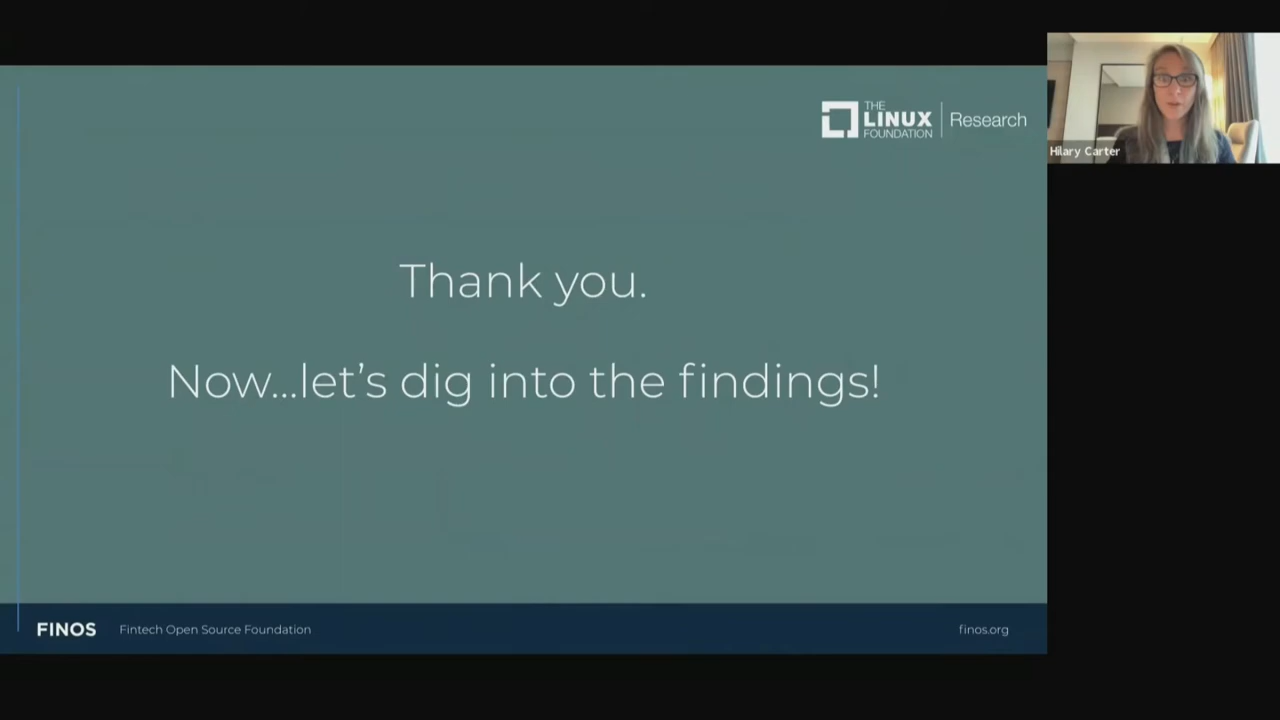 THE
LINUX
FOUNDATION
Research
Hilary Carter
Thank you.
Now...let's dig into the findings!
FINOS
Fintech Open Source Foundation
finos.org